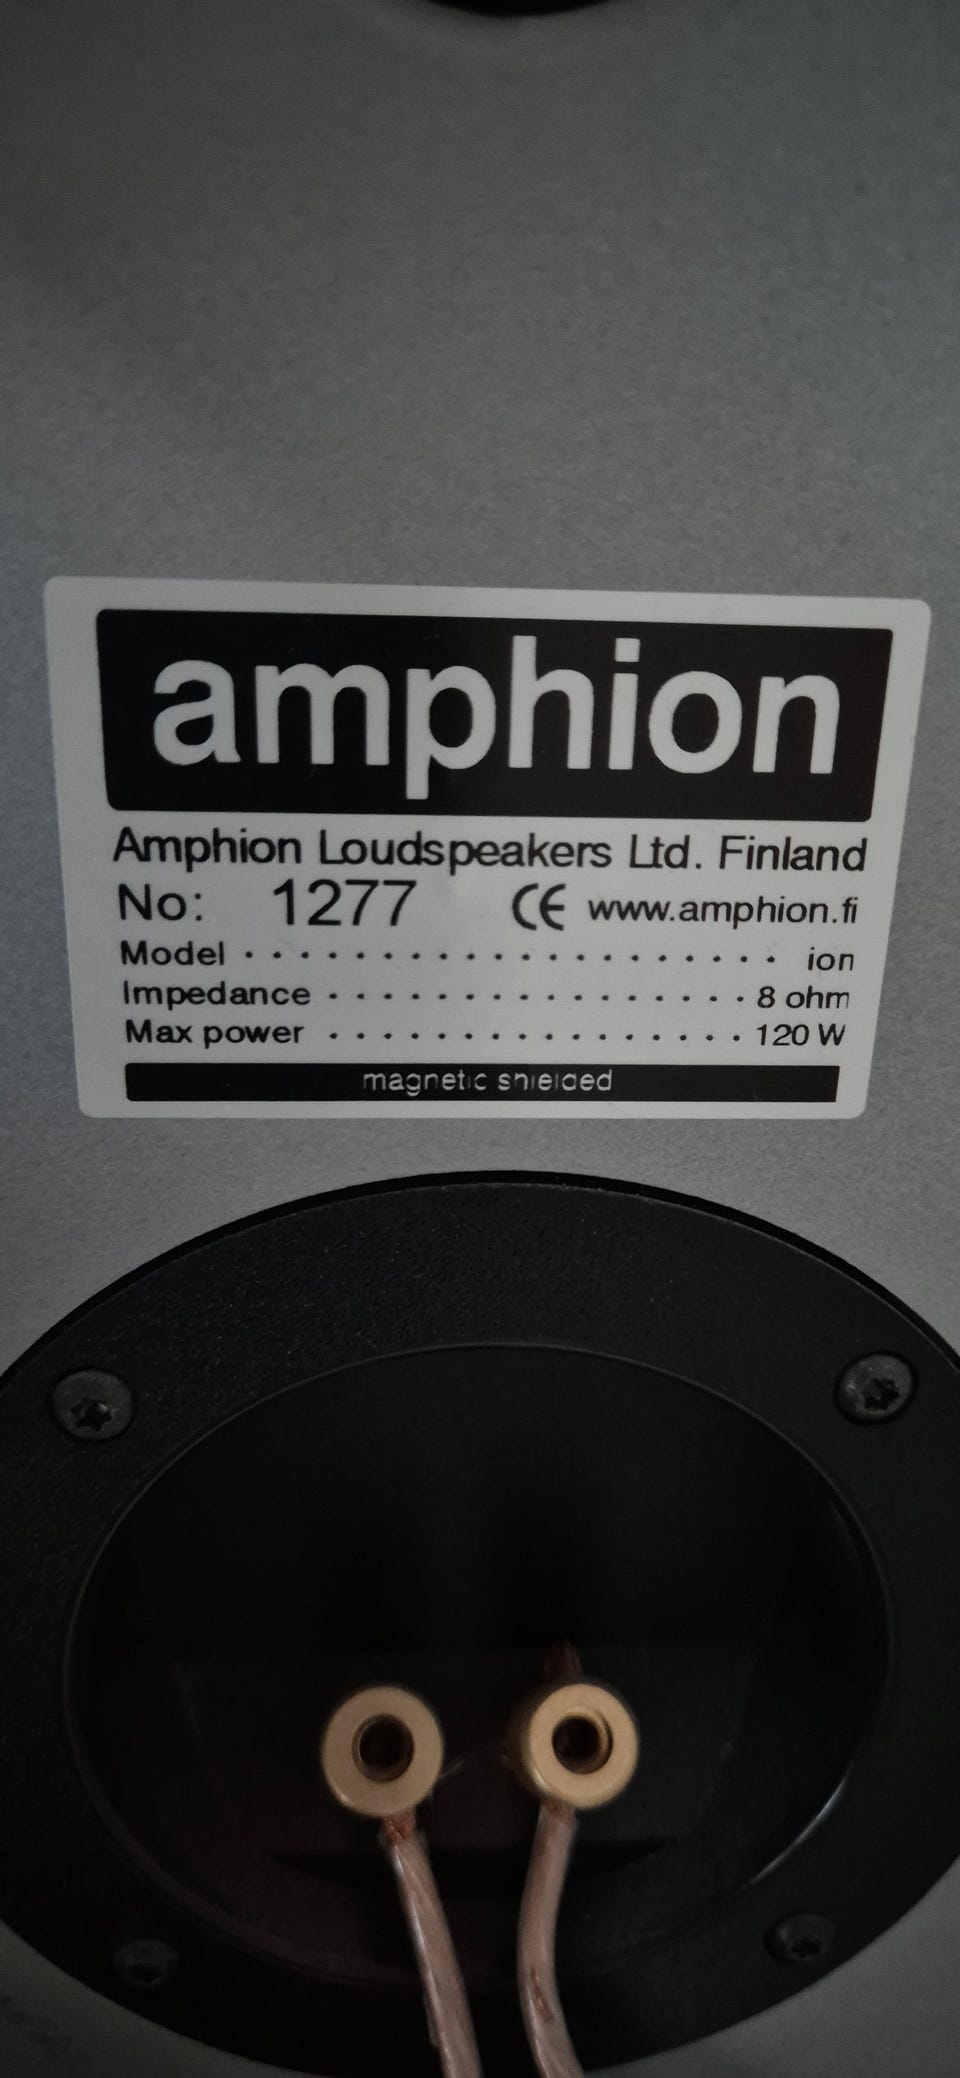 amphion
Amphion Loudspeakers Ltd. Finland
No: 1277 CE www.amphion.fi
Model . . . . . . . . . . . . . . . . . . . . . ion
Impedance . . . . . . . . . . . . . . . . 8 ohm
Max power . . . . . . . . . . . . . . . 120 W
magnetic shielded